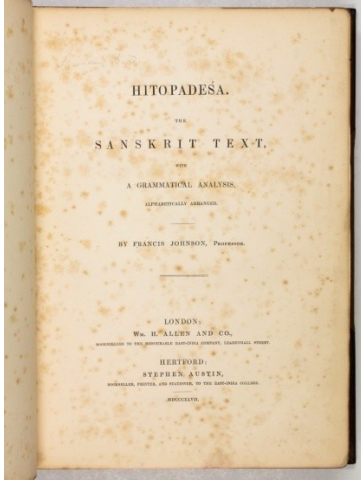 HITOPADEŚA.
THE
SANSKRIT TEXT,
WITH
A GRAMMATICAL ANALYSIS,
ALPHABETICALLY ARRANGED.
BY FRANCIS JOHNSON, PROFESSOR.
LONDON:
WM. H. ALLEN AND CO.,
BOOKSELLERS TO THE HONOURABLE EAST-INDIA COMPANY, LEADENHALL STREET.
HERTFORD:
STEPHEN AUSTIN,
BOOKSELLER, PRINTER, AND STATIONER, TO THE EAST-INDIA COLLEGE.
MDCCCXLVII.